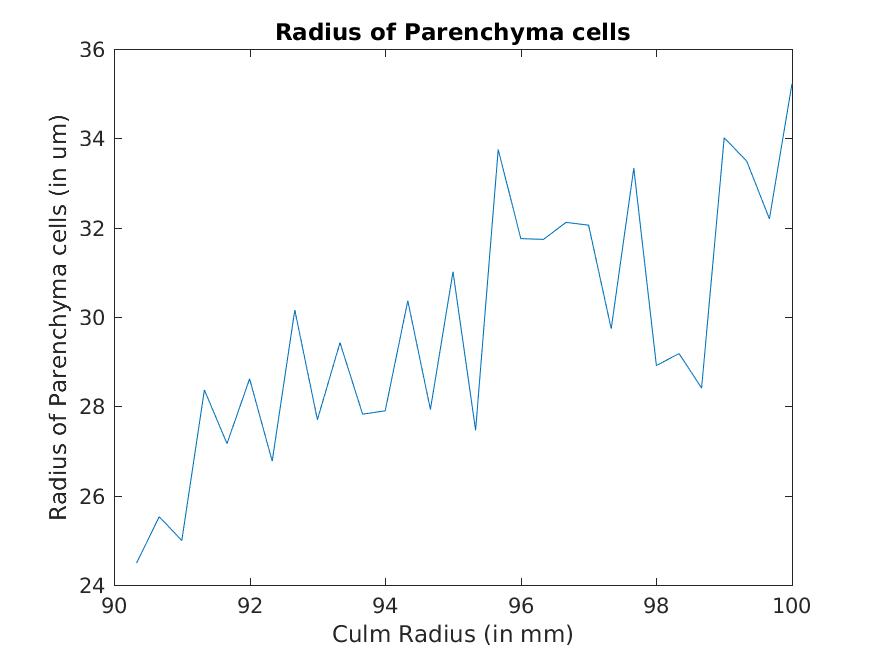 Radius of Parenchyma cells
36
34
32
30
28
26
24
Radius of Parenchyma cells (in um)
90 92 94 96 98 100
Culm Radius (in mm)